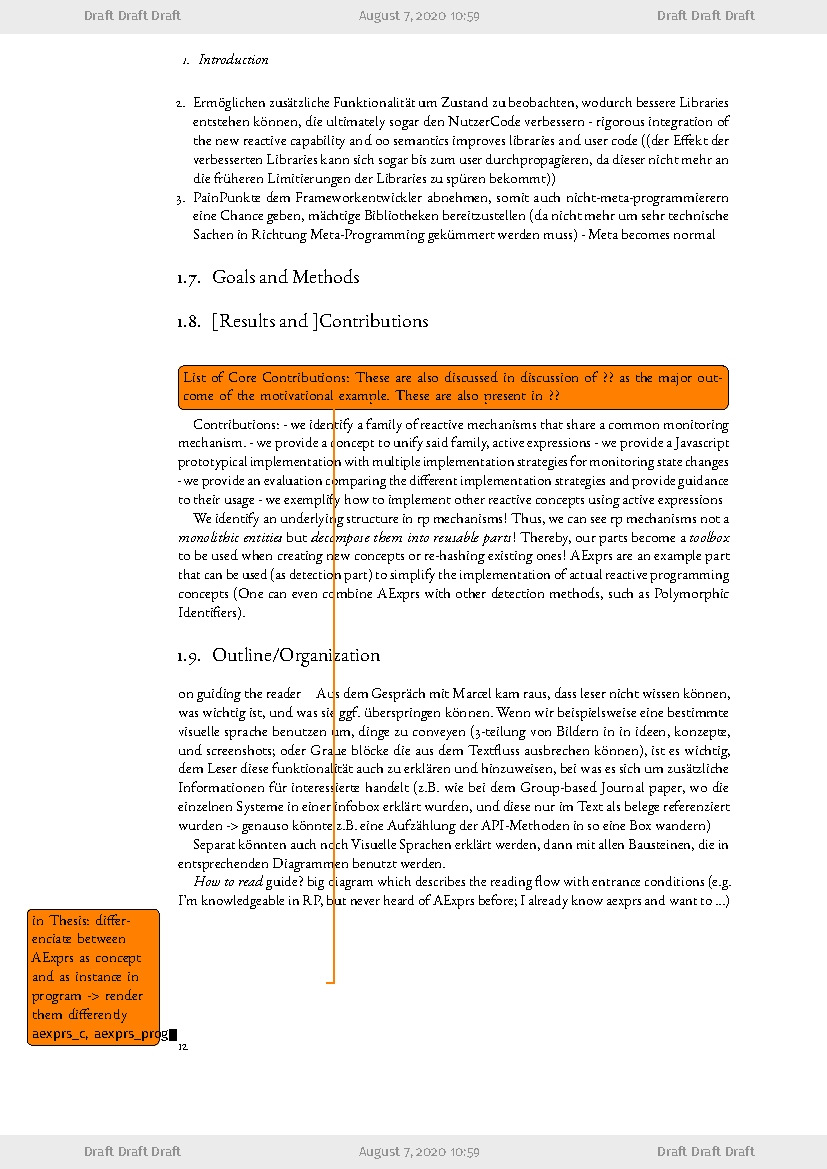 Draft Draft Draft August 7, 2020 10:59 Draft Draft Draft
1. Introduction
2. Ermöglichen zusätzliche Funktionalität um Zustand zu beobachten, wodurch bessere Libraries
entstehen können, die ultimately sogar den NutzerCode verbessern - rigorous integration of
the new reactive capability and oo semantics improves libraries and user code ((der Effekt der
verbesserten Libraries kann sich sogar bis zum user durchpropagieren, da dieser nicht mehr an
die früheren Limitierungen der Libraries zu spüren bekommt))
3. PainPunkte dem Frameworkentwickler abnehmen, somit auch nicht-meta-programmierern
eine Chance geben, mächtige Bibliotheken bereitzustellen (da nicht mehr um sehr technische
Sachen in Richtung Meta-Programming gekümmert werden muss) - Meta becomes normal
1.7. Goals and Methods
1.8. [Results and ]Contributions
List of Core Contributions: These are also discussed in discussion of ?? as the major out-
come of the motivational example. These are also present in ??
Contributions: - we identify a family of reactive mechanisms that share a common monitoring
mechanism. - we provide a concept to unify said family, active expressions - we provide a Javascript
prototypical implementation with multiple implementation strategies for monitoring state changes
- we provide an evaluation comparing the different implementation strategies and provide guidance
to their usage - we exemplify how to implement other reactive concepts using active expressions
We identify an underlying structure in rp mechanisms! Thus, we can see rp mechanisms not a
monolithic entities but decompose them into reusable parts! Thereby, our parts become a toolbox
to be used when creating new concepts or re-hashing existing ones! AExprs are an example part
that can be used (as detection part) to simplify the implementation of actual reactive programming
concepts (One can even combine AExprs with other detection methods, such as Polymorphic
Identifiers).
1.9. Outline/Organization
on guiding the reader Aus dem Gespräch mit Marcel kam raus, dass leser nicht wissen können,
was wichtig ist, und was sie ggf. überspringen können. Wenn wir beispielsweise eine bestimmte
visuelle sprache benutzen um, dinge zu conveyen (3-teilung von Bildern in in ideen, konzepte,
und screenshots; oder Graue blöcke die aus dem Textfluss ausbrechen können), ist es wichtig,
dem Leser diese funktionalität auch zu erklären und hinzuweisen, bei was es sich um zusätzliche
Informationen für interessierte handelt (z.B. wie bei dem Group-based Journal paper, wo die
einzelnen Systeme in einer infobox erklärt wurden, und diese nur im Text als belege referenziert
wurden -> genauso könnte z.B. eine Aufzählung der API-Methoden in so eine Box wandern)
Separat könnten auch noch Visuelle Sprachen erklärt werden, dann mit allen Bausteinen, die in
entsprechenden Diagrammen benutzt werden.
How to read guide? big diagram which describes the reading flow with entrance conditions (e.g.
I'm knowledgeable in RP, but never heard of AExprs before; I already know aexprs and want to ...)
in Thesis: differ-
enciate between
AExprs as concept
and as instance in
program -> render
them differently
aexprs_c, aexprs_prog
12
Draft Draft Draft August 7, 2020 10:59 Draft Draft Draft